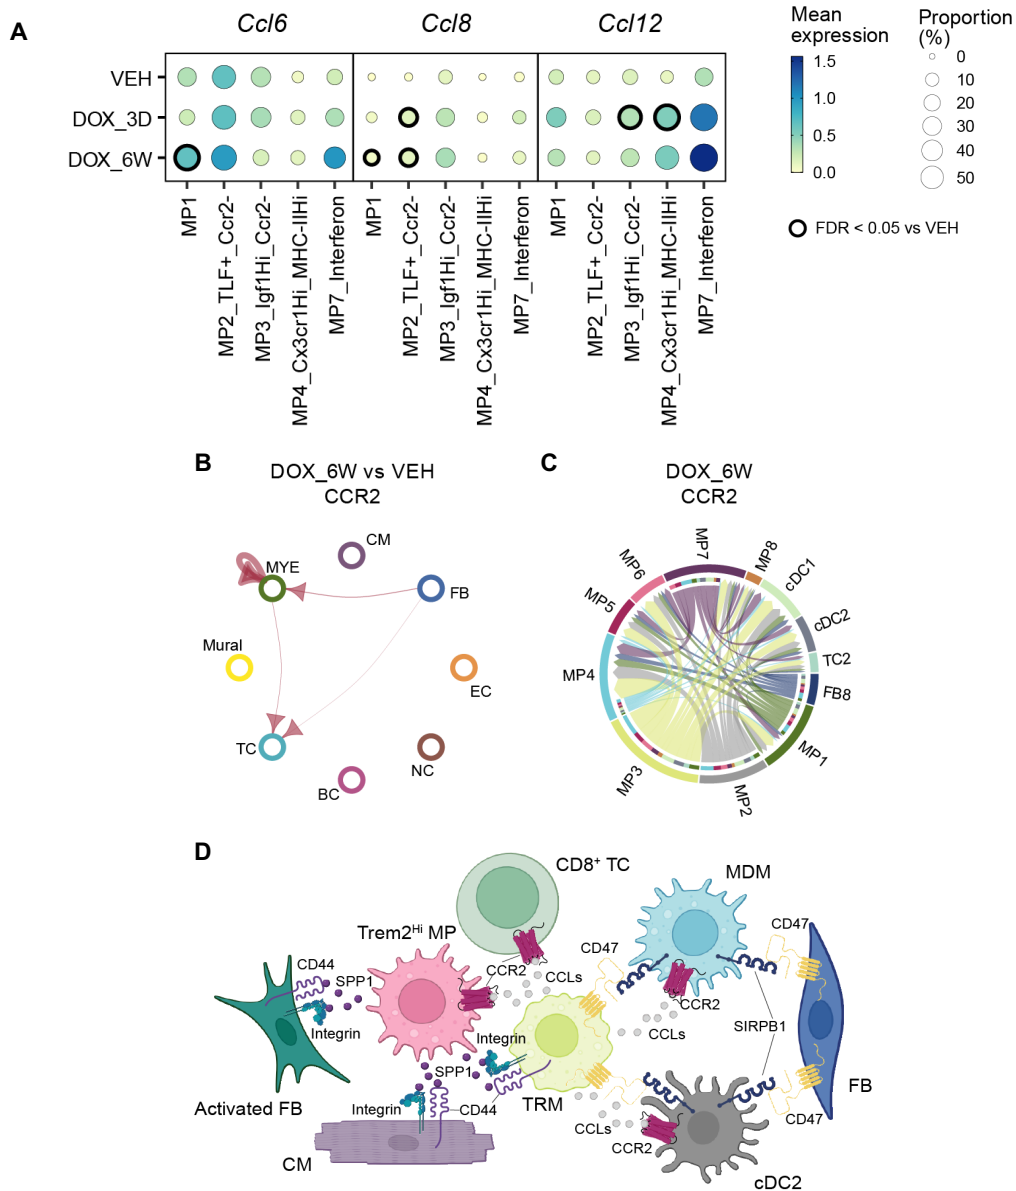 A
Ccl6
Ccl8
Ccl12
VEH
DOX_3D
DOX_6W
MP1
MP2_TLF+_Ccr2-
MP3_Igf1Hi_Ccr2-
MP4_Cx3cr1Hi_MHC-IIHi
MP7_Interferon
MP1
MP2_TLF+_Ccr2-
MP3_Igf1Hi_Ccr2-
MP4_Cx3cr1Hi_MHC-IIHi
MP7_Interferon
MP1
MP2_TLF+_Ccr2-
MP3_Igf1Hi_Ccr2-
MP4_Cx3cr1Hi_MHC-IIHi
MP7_Interferon
Mean
expression
1.5
1.0
0.5
0.0
Proportion
(%)
0
10
20
30
40
50
FDR < 0.05 vs VEH
B
DOX_6W vs VEH
CCR2
CM
MYE
FB
Mural
EC
TC
NC
BC
C
DOX_6W
CCR2
MP7
MP8
cDC1
cDC2
TC2
FB8
MP1
MP2
MP3
MP4
MP5
MP6
D
CD8⁺ TC
MDM
Trem2ᴴⁱ MP
CD47
CD47
CD44
SPP1
CCR2
CCLs
Integrin
CCR2
CCLs
SIRPB1
Integrin
SPP1
Activated FB
Integrin
CD44
TRM
CCLs
CCR2
CD47
FB
CM
cDC2